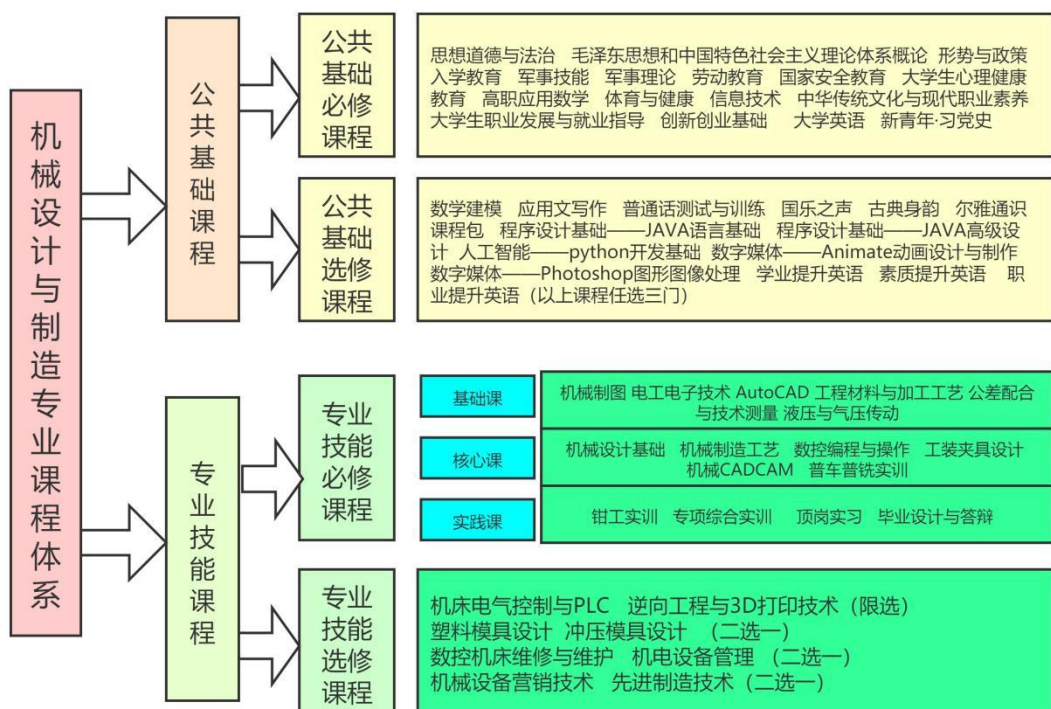 机械设计与制造专业课程体系
公共基础课程
公共基础必修课程
思想道德与法治 毛泽东思想和中国特色社会主义理论体系概论 形势与政策
入学教育 军事技能 军事理论 劳动教育 国家安全教育 大学生心理健康
教育 高职应用数学 体育与健康 信息技术 中华传统文化与现代职业素养
大学生职业发展与就业指导 创新创业基础 大学英语 新青年·习党史
公共基础选修课程
数学建模 应用文写作 普通话测试与训练 国乐之声 古典身韵 尔雅通识
课程包 程序设计基础——JAVA语言基础 程序设计基础——JAVA高级设
计 人工智能——python开发基础 数字媒体——Animate动画设计与制作
数字媒体——Photoshop图形图像处理 学业提升英语 素质提升英语 职
业提升英语（以上课程任选三门）
专业技能课程
专业技能必修课程
基础课
机械制图 电工电子技术 AutoCAD 工程材料与加工工艺 公差配合
与技术测量 液压与气压传动
核心课
机械设计基础 机械制造工艺 数控编程与操作 工装夹具设计
机械CADCAM 普车普铣实训
实践课
钳工实训 专项综合实训 顶岗实习 毕业设计与答辩
专业技能选修课程
机床电气控制与PLC 逆向工程与3D打印技术（限选）
塑料模具设计 冲压模具设计 （二选一）
数控机床维修与维护 机电设备管理 （二选一）
机械设备营销技术 先进制造技术（二选一）